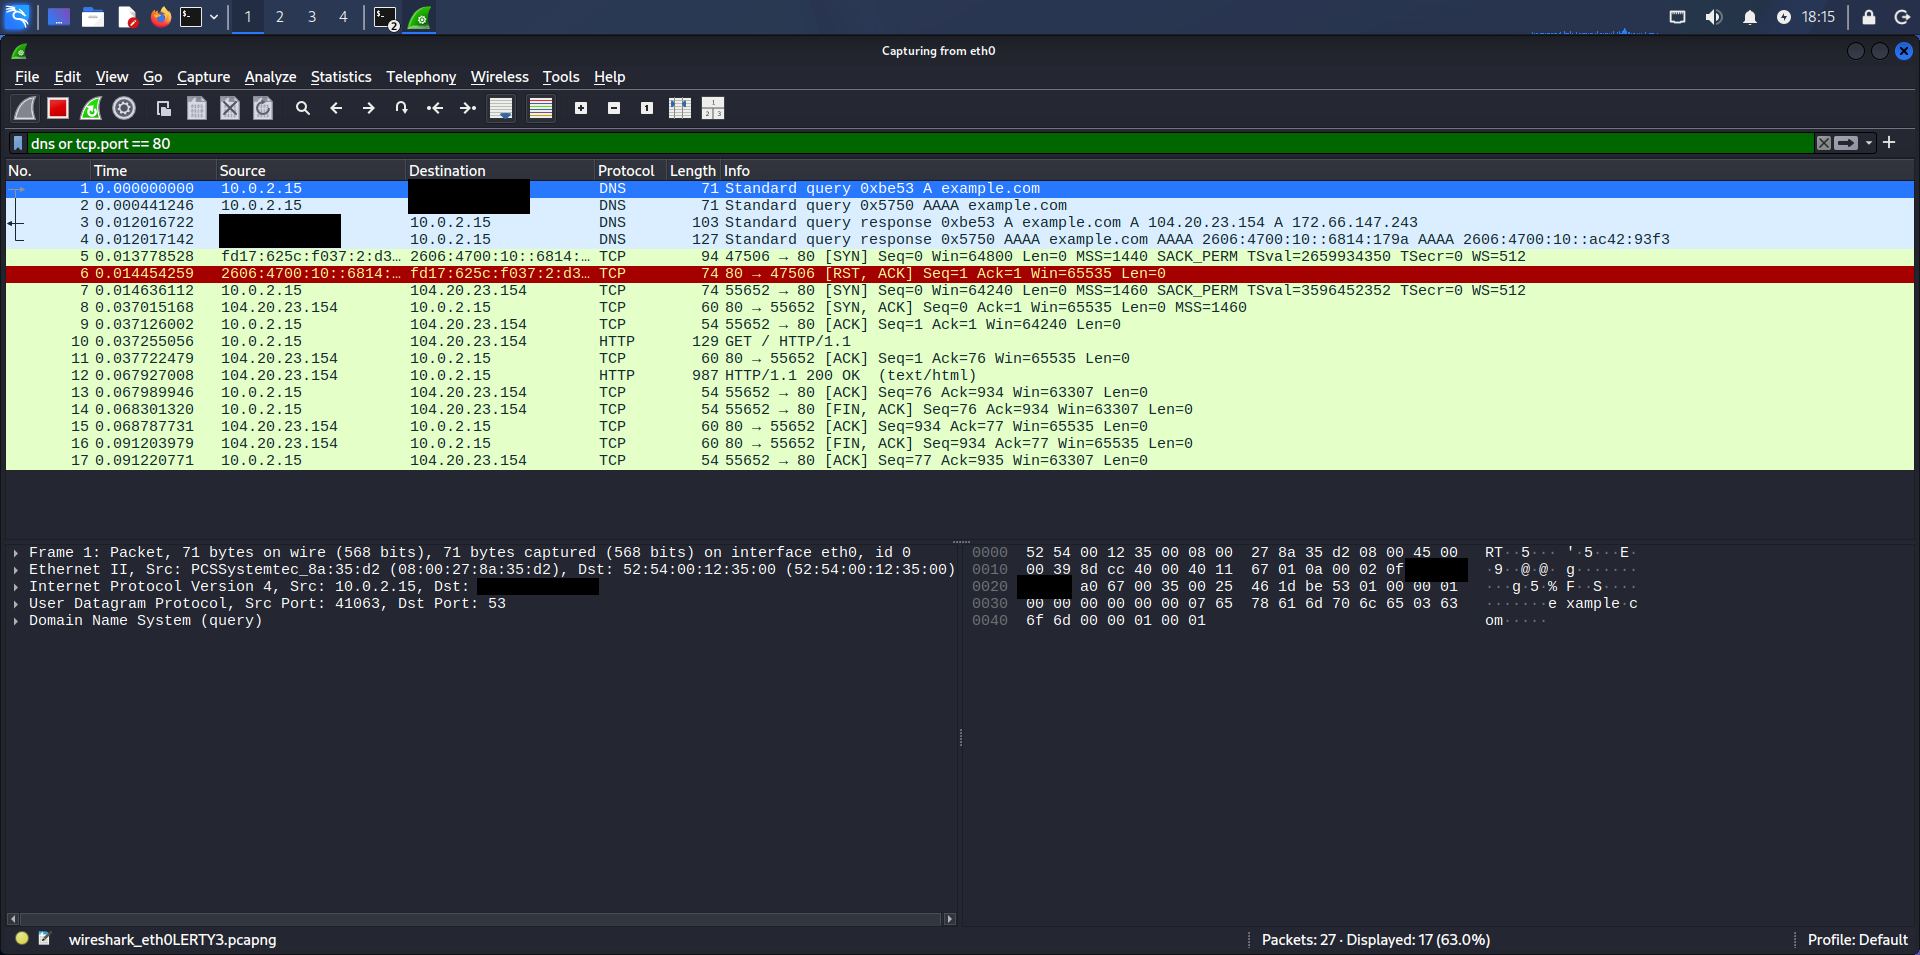 1 2 3 4 2 18:15
Capturing from eth0
File Edit View Go Capture Analyze Statistics Telephony Wireless Tools Help
dns or tcp.port == 80
No. Time Source Destination Protocol Length Info
1 0.000000000 10.0.2.15 DNS 71 Standard query 0xbe53 A example.com
2 0.000441246 10.0.2.15 DNS 71 Standard query 0x5750 AAAA example.com
3 0.012016722 10.0.2.15 DNS 103 Standard query response 0xbe53 A example.com A 104.20.23.154 A 172.66.147.243
4 0.012017142 10.0.2.15 DNS 127 Standard query response 0x5750 AAAA example.com AAAA 2606:4700:10::6814:179a AAAA 2606:4700:10::ac42:93f3
5 0.013778528 fd17:625c:f037:2:d3… 2606:4700:10::6814:… TCP 94 47506 → 80 [SYN] Seq=0 Win=64800 Len=0 MSS=1440 SACK_PERM TSval=2659934350 TSecr=0 WS=512
6 0.014454259 2606:4700:10::6814:… fd17:625c:f037:2:d3… TCP 74 80 → 47506 [RST, ACK] Seq=1 Ack=1 Win=65535 Len=0
7 0.014636112 10.0.2.15 104.20.23.154 TCP 74 55652 → 80 [SYN] Seq=0 Win=64240 Len=0 MSS=1460 SACK_PERM TSval=3596452352 TSecr=0 WS=512
8 0.037015168 104.20.23.154 10.0.2.15 TCP 60 80 → 55652 [SYN, ACK] Seq=0 Ack=1 Win=65535 Len=0 MSS=1460
9 0.037126002 10.0.2.15 104.20.23.154 TCP 54 55652 → 80 [ACK] Seq=1 Ack=1 Win=64240 Len=0
10 0.037255056 10.0.2.15 104.20.23.154 HTTP 129 GET / HTTP/1.1
11 0.037722479 104.20.23.154 10.0.2.15 TCP 60 80 → 55652 [ACK] Seq=1 Ack=76 Win=65535 Len=0
12 0.067927008 104.20.23.154 10.0.2.15 HTTP 987 HTTP/1.1 200 OK (text/html)
13 0.067989946 10.0.2.15 104.20.23.154 TCP 54 55652 → 80 [ACK] Seq=76 Ack=934 Win=63307 Len=0
14 0.068301320 10.0.2.15 104.20.23.154 TCP 54 55652 → 80 [FIN, ACK] Seq=76 Ack=934 Win=63307 Len=0
15 0.068787731 104.20.23.154 10.0.2.15 TCP 60 80 → 55652 [ACK] Seq=934 Ack=77 Win=65535 Len=0
16 0.091203979 104.20.23.154 10.0.2.15 TCP 60 80 → 55652 [FIN, ACK] Seq=934 Ack=77 Win=65535 Len=0
17 0.091220771 10.0.2.15 104.20.23.154 TCP 54 55652 → 80 [ACK] Seq=77 Ack=935 Win=63307 Len=0
Frame 1: Packet, 71 bytes on wire (568 bits), 71 bytes captured (568 bits) on interface eth0, id 0
Ethernet II, Src: PCSSystemtec_8a:35:d2 (08:00:27:8a:35:d2), Dst: 52:54:00:12:35:00 (52:54:00:12:35:00)
Internet Protocol Version 4, Src: 10.0.2.15, Dst:
User Datagram Protocol, Src Port: 41063, Dst Port: 53
Domain Name System (query)
0000 52 54 00 12 35 00 08 00 27 8a 35 d2 08 00 45 00 RT··5···'·5···E·
0010 00 39 8d cc 40 00 40 11 67 01 0a 00 02 0f ·9··@·@·g·······
0020 a0 67 00 35 00 25 46 1d be 53 01 00 00 01 ···g·5·%F··S····
0030 00 00 00 00 00 00 07 65 78 61 6d 70 6c 65 03 63 ·······e xample·c
0040 6f 6d 00 00 01 00 01 om·····
wireshark_eth0LERTY3.pcapng
Packets: 27 · Displayed: 17 (63.0%)
Profile: Default